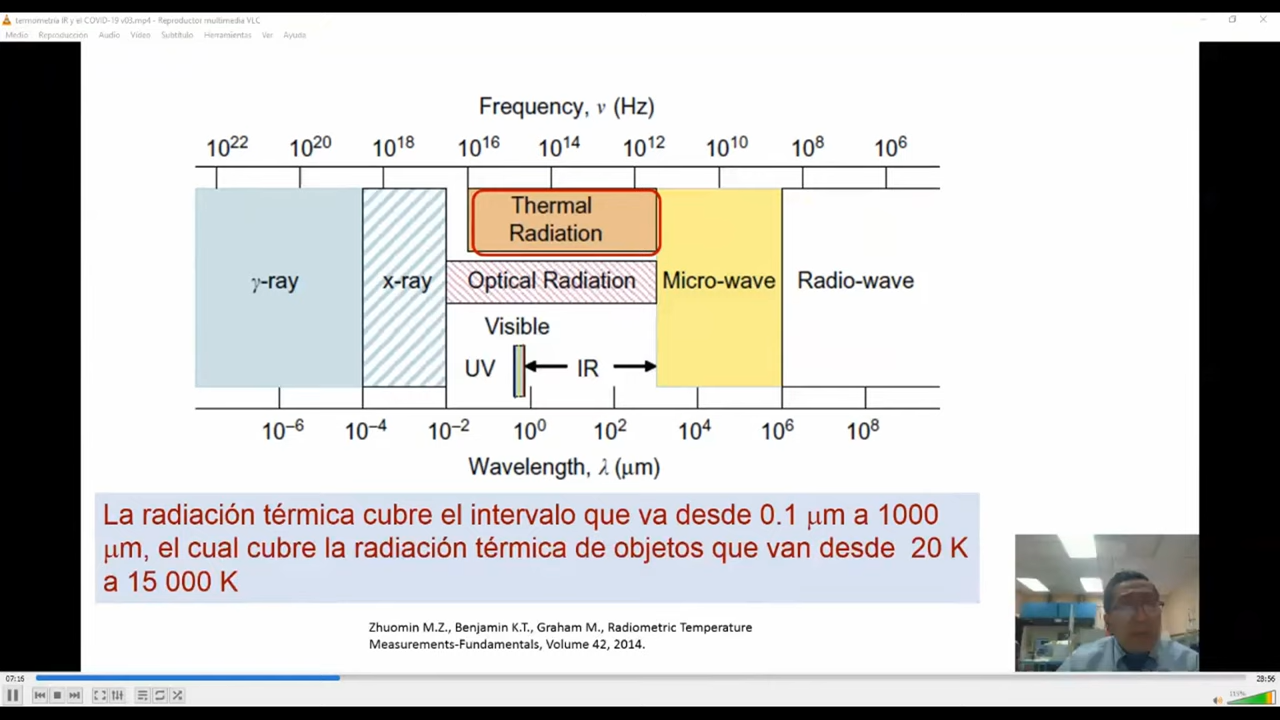 termometría IR y el COVID-19 v03.mp4 - Reproductor multimedia VLC
Medio Reproducción Audio Vídeo Subtítulo Herramientas Ver Ayuda
Frequency, ν (Hz)
10²² 10²⁰ 10¹⁸ 10¹⁶ 10¹⁴ 10¹² 10¹⁰ 10⁸ 10⁶
Thermal
Radiation
γ-ray x-ray Optical Radiation Micro-wave Radio-wave
Visible
UV IR
10⁻⁶ 10⁻⁴ 10⁻² 10⁰ 10² 10⁴ 10⁶ 10⁸
Wavelength, λ (μm)
La radiación térmica cubre el intervalo que va desde 0.1 μm a 1000
μm, el cual cubre la radiación térmica de objetos que van desde 20 K
a 15 000 K
Zhuomin M.Z., Benjamin K.T., Graham M., Radiometric Temperature
Measurements-Fundamentals, Volume 42, 2014.
07:16 28:56